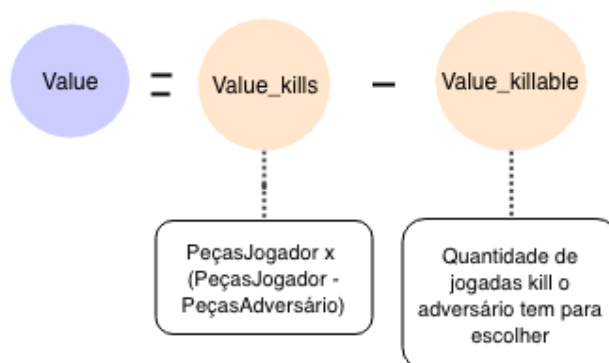 Value
=
Value_kills
-
Value_killable
PeçasJogador x
(PeçasJogador -
PeçasAdversário)
Quantidade de
jogadas kill o
adversário tem para
escolher